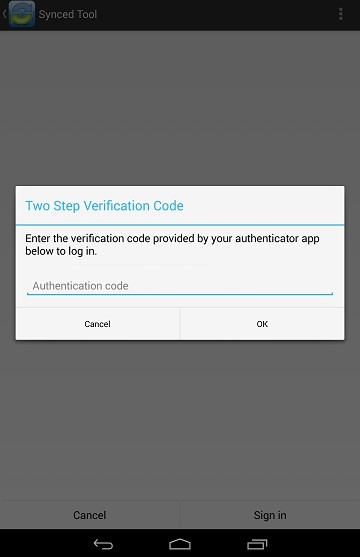 Synced Tool
Two Step Verification Code
Enter the verification code provided by your authenticator app
below to log in.
Authentication code
Cancel
OK
Cancel
Sign in